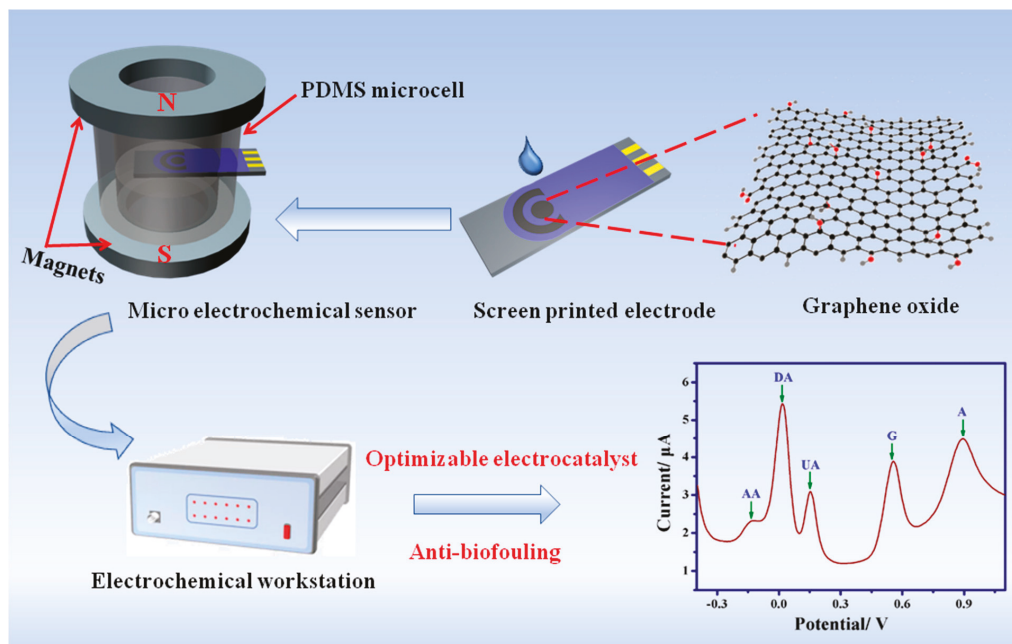 N
PDMS microcell
S
Magnets
Micro electrochemical sensor
Screen printed electrode
Graphene oxide
Optimizable electrocatalyst
Anti-biofouling
Electrochemical workstation
Current/ μA
6
5
4
3
2
1
AA
DA
UA
G
A
-0.3
0.0
0.3
0.6
0.9
Potential/ V